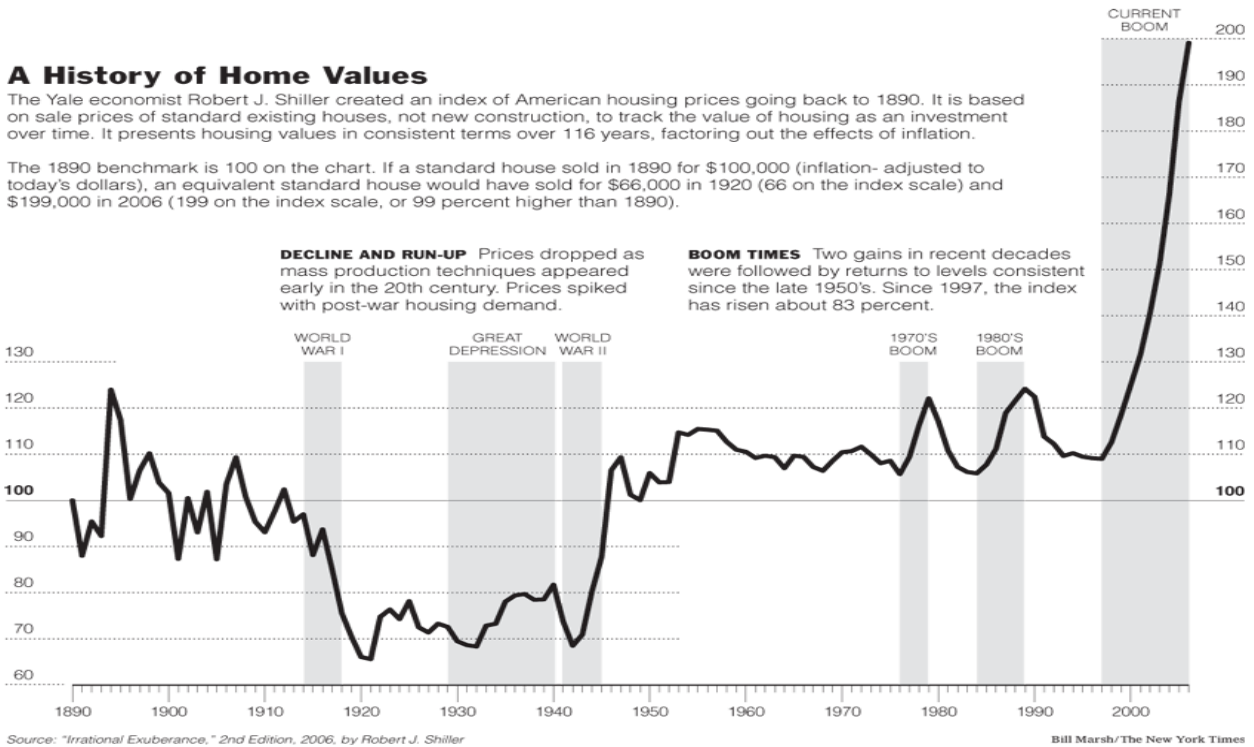 CURRENT
BOOM
A History of Home Values
The Yale economist Robert J. Shiller created an index of American housing prices going back to 1890. It is based
on sale prices of standard existing houses, not new construction, to track the value of housing as an investment
over time. It presents housing values in consistent terms over 116 years, factoring out the effects of inflation.
The 1890 benchmark is 100 on the chart. If a standard house sold in 1890 for $100,000 (inflation- adjusted to
today's dollars), an equivalent standard house would have sold for $66,000 in 1920 (66 on the index scale) and
$199,000 in 2006 (199 on the index scale, or 99 percent higher than 1890).
DECLINE AND RUN-UP Prices dropped as
mass production techniques appeared
early in the 20th century. Prices spiked
with post-war housing demand.
BOOM TIMES Two gains in recent decades
were followed by returns to levels consistent
since the late 1950's. Since 1997, the index
has risen about 83 percent.
WORLD
WAR I
GREAT
DEPRESSION
WORLD
WAR II
1970'S
BOOM
1980'S
BOOM
130
120
110
100
90
80
70
60
200
190
180
170
160
150
140
130
120
110
100
1890 1900 1910 1920 1930 1940 1950 1960 1970 1980 1990 2000
Source: "Irrational Exuberance," 2nd Edition, 2006, by Robert J. Shiller
Bill Marsh/The New York Times